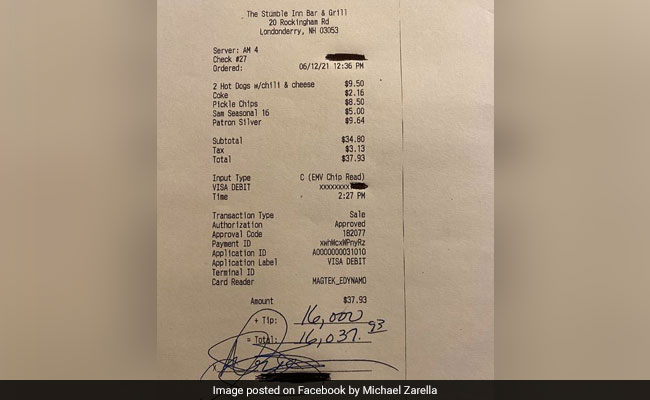 The Stumble Inn Bar & Grill
20 Rockingham Rd
Londonderry, NH 03053
Server: AM 4
Check #27
Ordered: 06/12/21 12:36 PM
2 Hot Dogs w/chili & cheese $9.50
Coke $2.16
Pickle Chips $8.50
Sam Seasonal 16 $5.00
Patron Silver $9.64
Subtotal $34.80
Tax $3.13
Total $37.93
Input Type C (EMV Chip Read)
VISA DEBIT xxxxxxxx
Time 2:27 PM
Transaction Type Sale
Authorization Approved
Approval Code 182077
Payment ID xwhWcxWPnyRz
Application ID A0000000031010
Application Label VISA DEBIT
Terminal ID
Card Reader MAGTEK_EDYNAMO
Amount $37.93
+ Tip: 16,000
= Total: 16,037.93
x
Image posted on Facebook by Michael Zarella